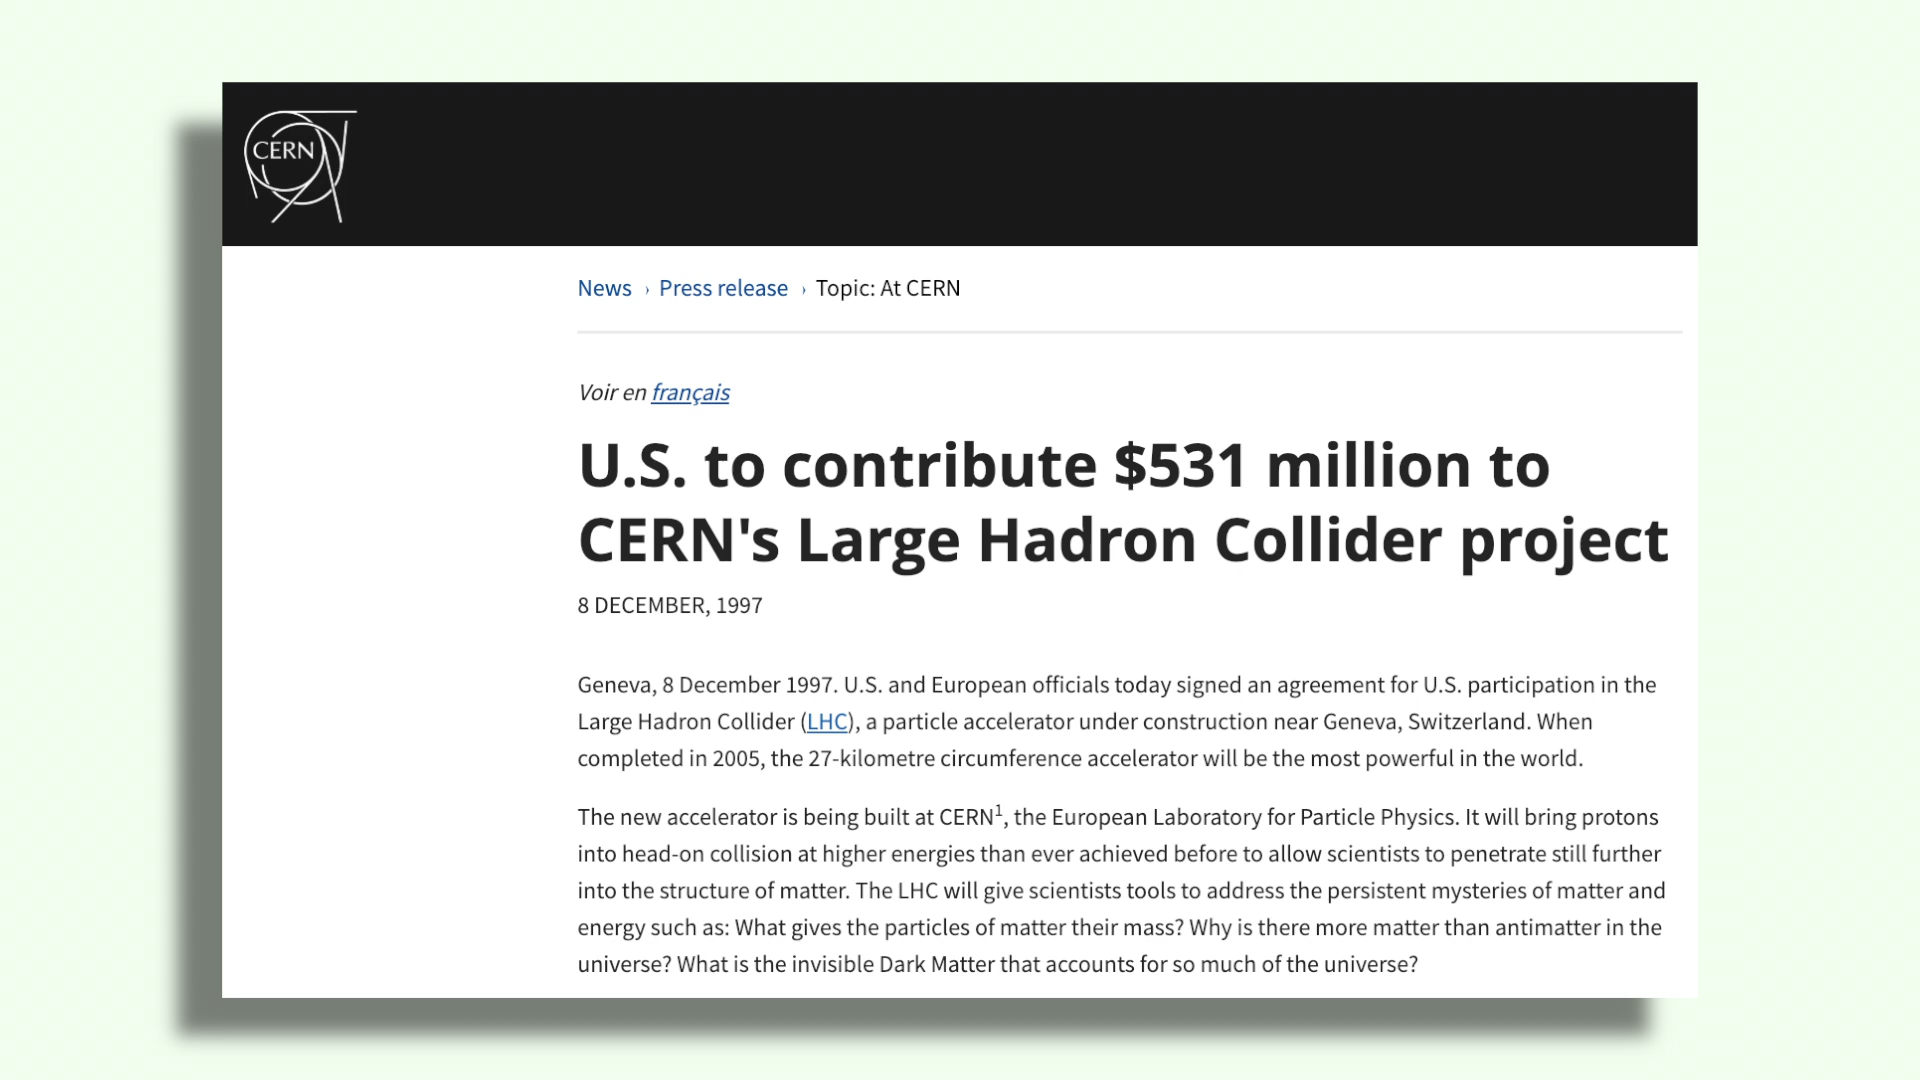 CERN
News › Press release › Topic: At CERN
Voir en français
U.S. to contribute $531 million to
CERN's Large Hadron Collider project
8 DECEMBER, 1997
Geneva, 8 December 1997. U.S. and European officials today signed an agreement for U.S. participation in the
Large Hadron Collider (LHC), a particle accelerator under construction near Geneva, Switzerland. When
completed in 2005, the 27-kilometre circumference accelerator will be the most powerful in the world.
The new accelerator is being built at CERN¹, the European Laboratory for Particle Physics. It will bring protons
into head-on collision at higher energies than ever achieved before to allow scientists to penetrate still further
into the structure of matter. The LHC will give scientists tools to address the persistent mysteries of matter and
energy such as: What gives the particles of matter their mass? Why is there more matter than antimatter in the
universe? What is the invisible Dark Matter that accounts for so much of the universe?